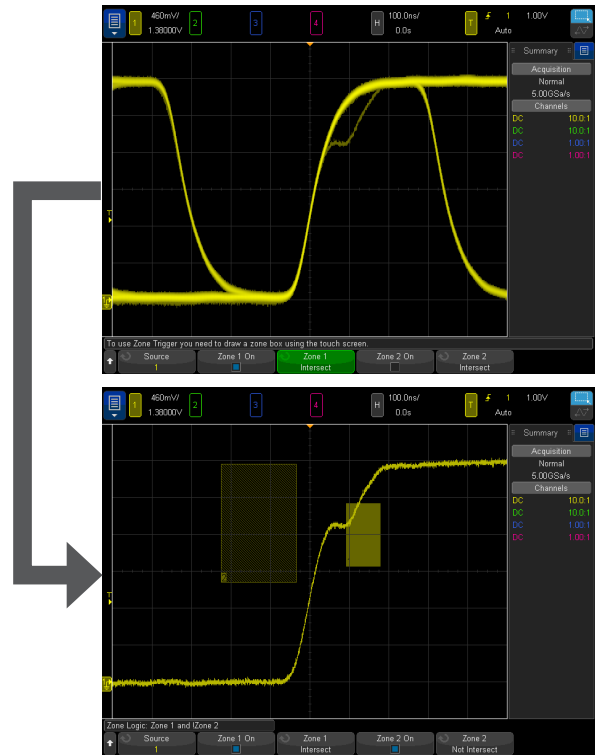 1 460mV/ 1.38000V 2 3 4 H 100.0ns/ 0.0s T 1 1.00V Auto
Summary
Acquisition
Normal
5.00GSa/s
Channels
DC 10.0:1
DC 10.0:1
DC 1.00:1
DC 1.00:1
T
To use Zone Trigger you need to draw a zone box using the touch screen.
Source 1
Zone 1 On
Zone 1 Intersect
Zone 2 On
Zone 2 Intersect
1 460mV/ 1.38000V 2 3 4 H 100.0ns/ 0.0s T 1 1.00V Auto
Summary
Acquisition
Normal
5.00GSa/s
Channels
DC 10.0:1
DC 10.0:1
DC 1.00:1
DC 1.00:1
T
Zone Logic: Zone 1 and !Zone 2
Source 1
Zone 1 On
Zone 1 Intersect
Zone 2 On
Zone 2 Not Intersect